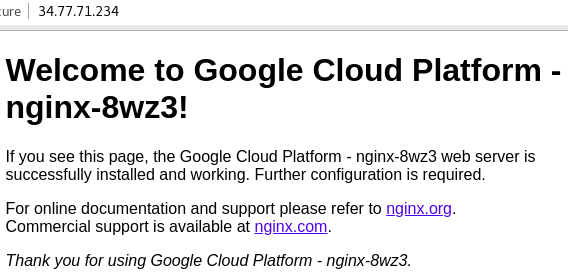 cure 34.77.71.234
Welcome to Google Cloud Platform -
nginx-8wz3!
If you see this page, the Google Cloud Platform - nginx-8wz3 web server is
successfully installed and working. Further configuration is required.
For online documentation and support please refer to nginx.org.
Commercial support is available at nginx.com.
Thank you for using Google Cloud Platform - nginx-8wz3.